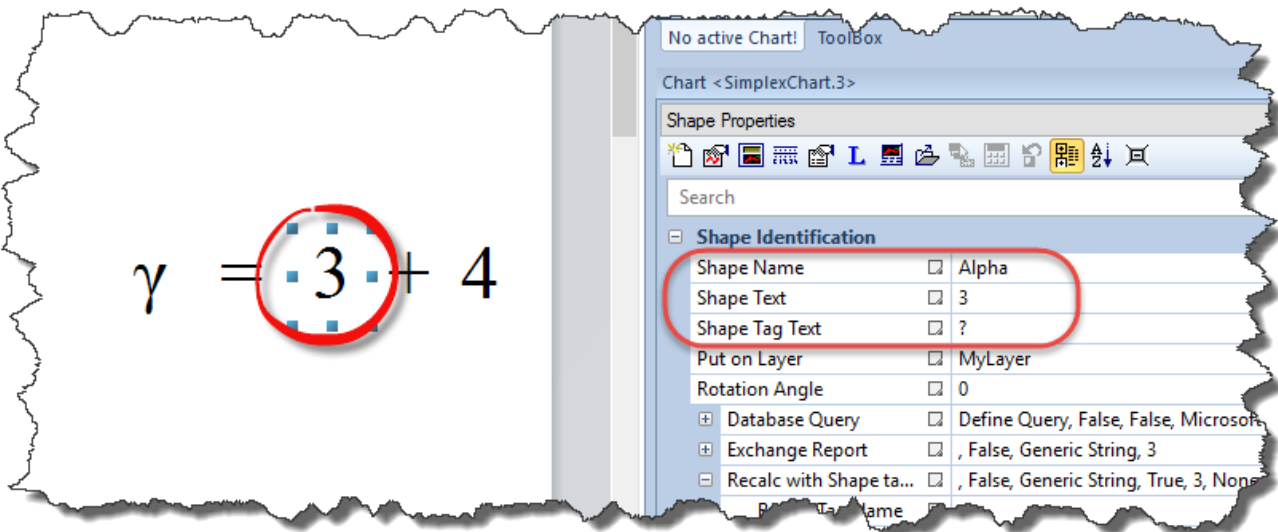 No active Chart! ToolBox
Chart <SimplexChart.3>
Shape Properties
L
Search
Shape Identification
γ = 3 + 4
Shape Name Alpha
Shape Text 3
Shape Tag Text ?
Put on Layer MyLayer
Rotation Angle 0
Database Query Define Query, False, False, Microsoft
Exchange Report , False, Generic String, 3
Recalc with Shape ta... , False, Generic String, True, 3, None